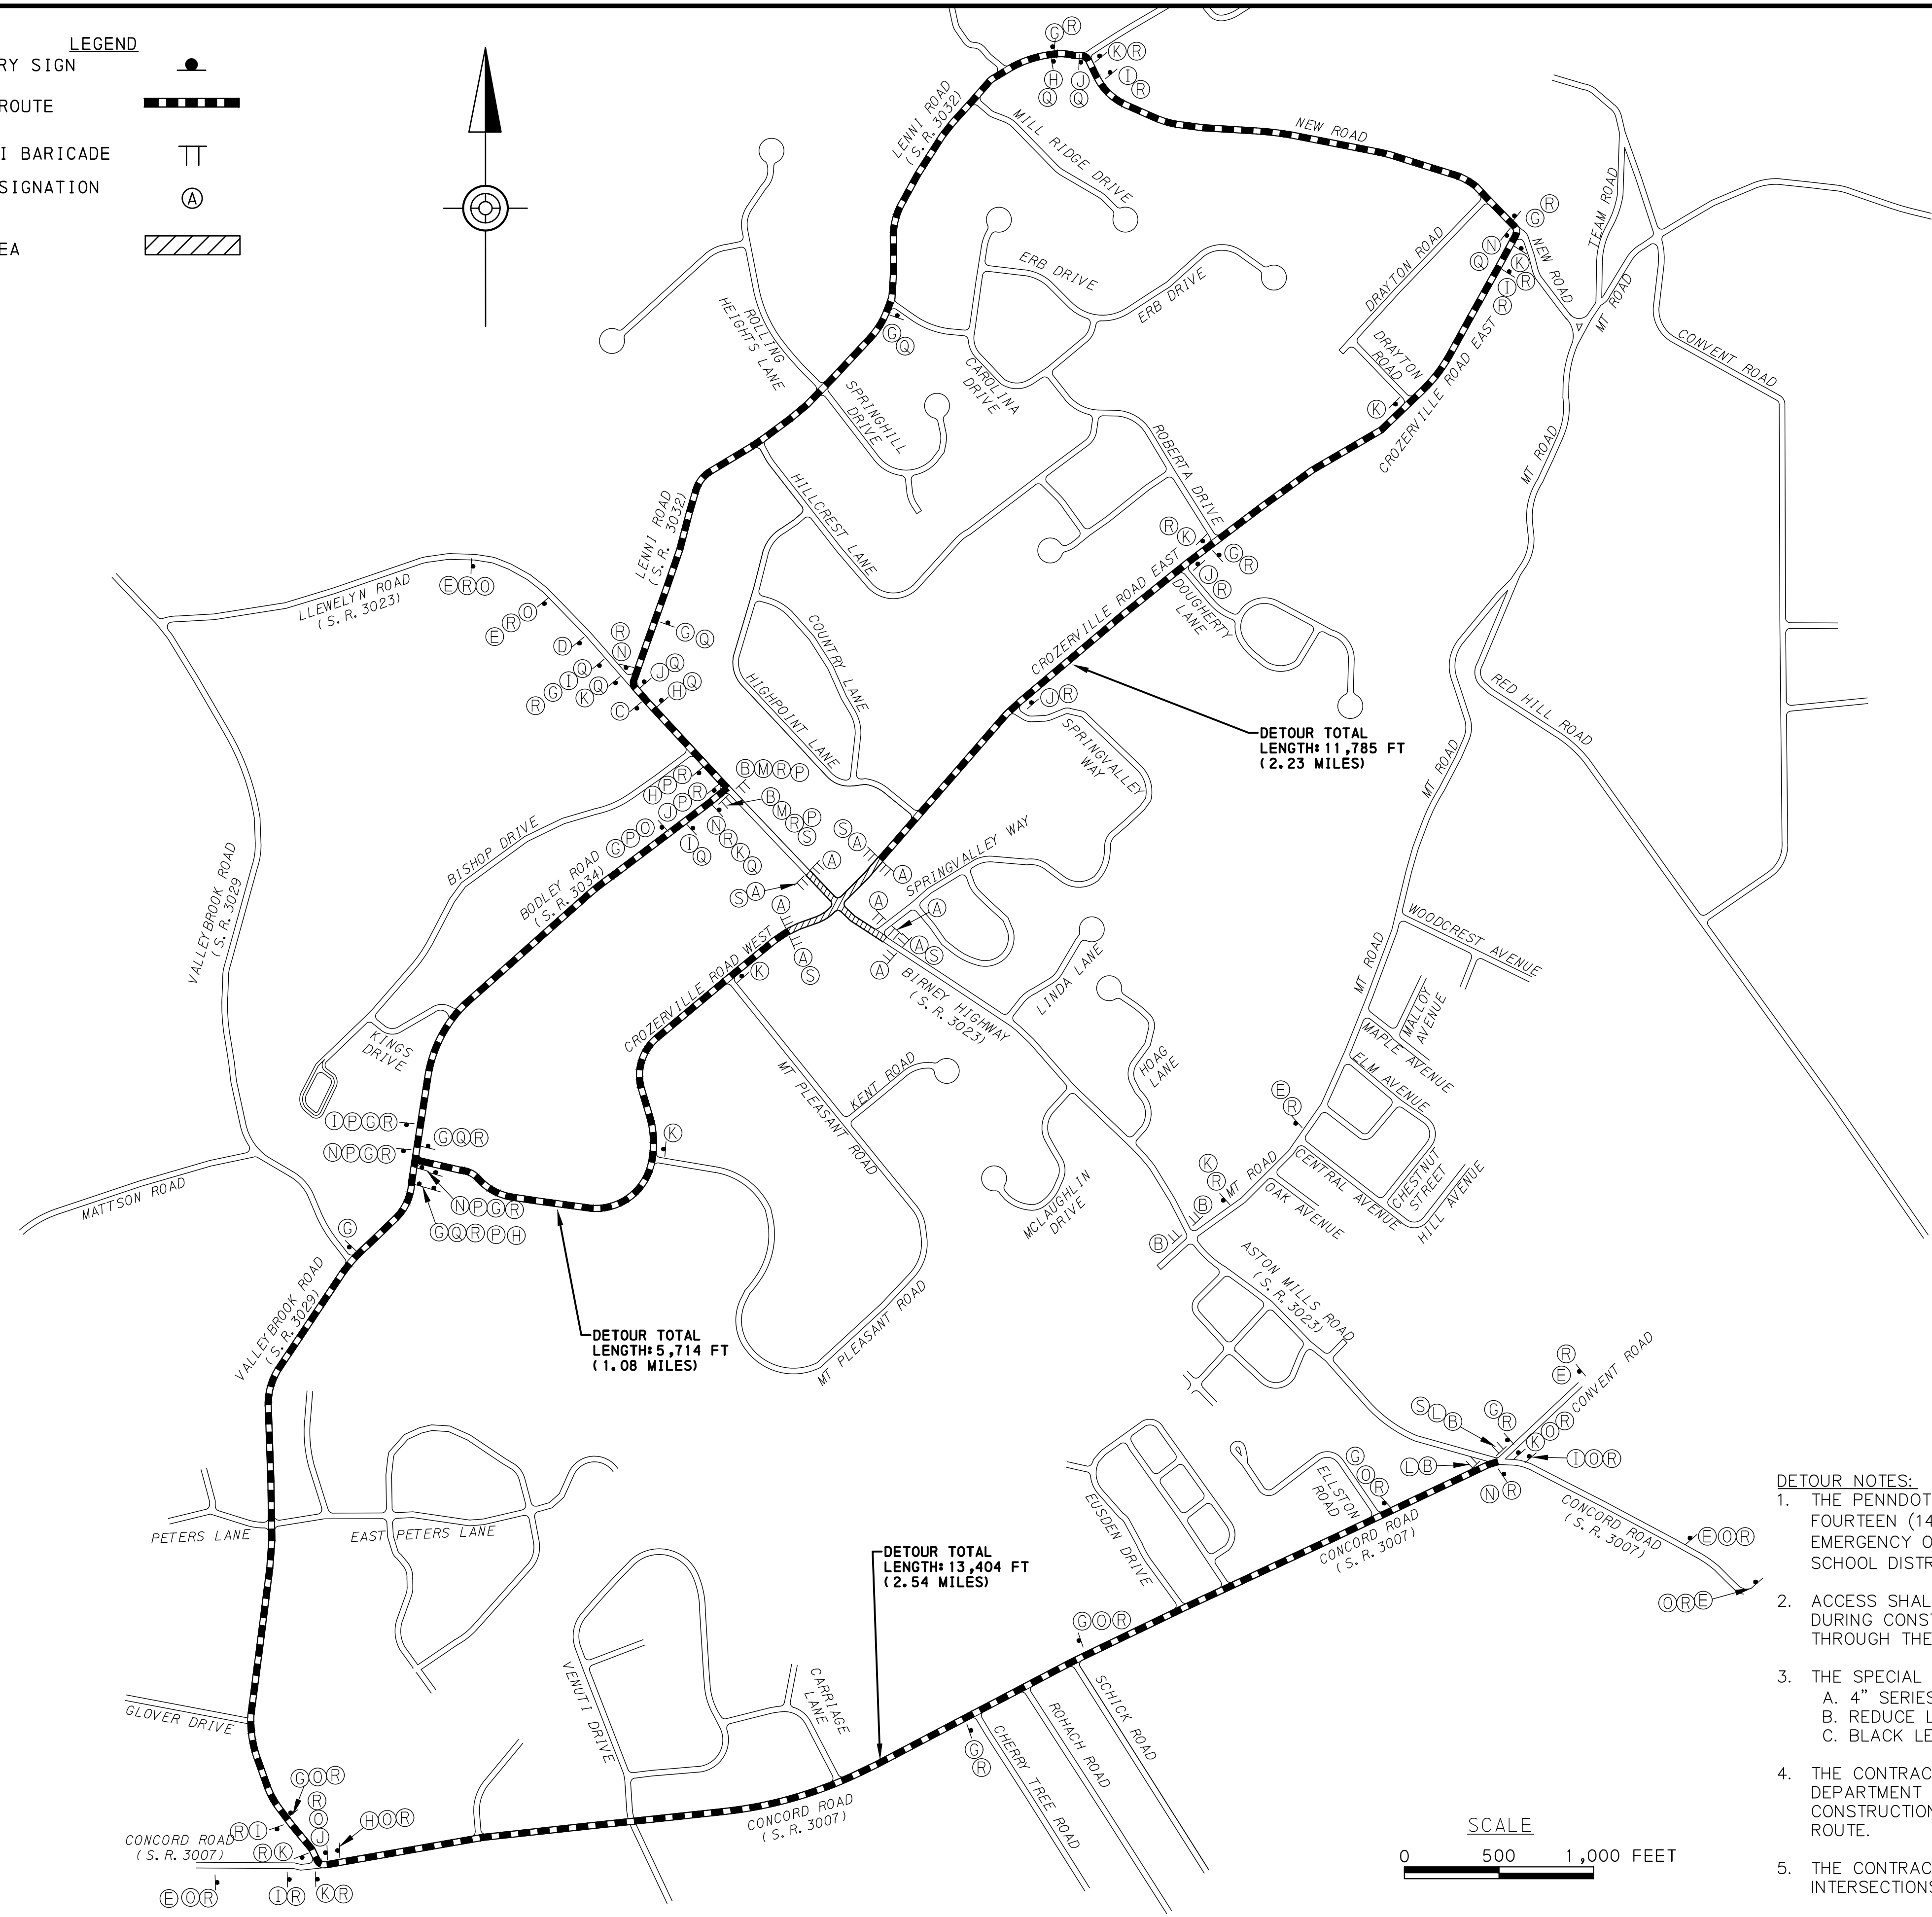 LEGEND
RY SIGN
ROUTE
I BARICADE
SIGNATION
A
EA
G R
K R
I R
H Q
J Q
LENNI ROAD
(S.R. 3032)
MILL RIDGE DRIVE
NEW ROAD
TEAM ROAD
G R
N Q
K R
I R
NEW ROAD
MT ROAD
DRAYTON ROAD
DRAYTON
ROAD
CROZERVILLE ROAD EAST
CONVENT ROAD
ERB DRIVE
ERB DRIVE
ROLLING
HEIGHTS LANE
G Q
CAROLINA
DRIVE
SPRINGHILL
DRIVE
K
MT ROAD
ROBERTA DRIVE
HILLCREST LANE
LENNI ROAD
(S.R. 3032)
R K
G R
J R
CROZERVILLE ROAD EAST
DOUGHERTY
LANE
LLEWELYN ROAD
(S.R. 3023)
E R O
E R O
D
R N
G Q
J Q
H Q
R G I Q
K Q
C
COUNTRY LANE
HIGHPOINT LANE
J R
SPRINGVALLEY
WAY
RED HILL ROAD
DETOUR TOTAL
LENGTH: 11,785 FT
(2.23 MILES)
MT ROAD
B M R P
B M R P S
H P R
J P R
G P O
I Q
N R K Q
S A
A
A
S A
SPRINGVALLEY WAY
BISHOP DRIVE
BODLEY ROAD
(S.R. 3034)
VALLEYBROOK ROAD
(S.R. 3029
A
A
A
A S
A
A S
K
CROZERVILLE ROAD WEST
BIRNEY HIGHWAY
(S.R. 3023)
LINDA LANE
WOODCREST AVENUE
MT ROAD
MALLOY
AVENUE
MAPLE AVENUE
ELM AVENUE
KINGS
DRIVE
MT PLEASANT ROAD
KENT ROAD
HOAG
LANE
E R
I P G R
N P G R
G Q R
K
N P G R
G Q R P H
MATTSON ROAD
G
K R
MT ROAD
OAK AVENUE
CENTRAL AVENUE
CHESTNUT
STREET
HILL AVENUE
MCLAUGHLIN
DRIVE
B
B
ASTON MILLS ROAD
(S.R. 3023)
VALLEYBROOK ROAD
(S.R. 3029)
DETOUR TOTAL
LENGTH: 5,714 FT
(1.08 MILES)
MT PLEASANT ROAD
R E
CONVENT ROAD
S L B
G R
K O R
I O R
L B
N R
G O R
ELLSTON
ROAD
EUSDEN DRIVE
CONCORD ROAD
(S.R. 3007)
CONCORD ROAD
(S.R. 3007)
E O R
O R E
PETERS LANE
EAST PETERS LANE
DETOUR TOTAL
LENGTH: 13,404 FT
(2.54 MILES)
G O R
GLOVER DRIVE
VENUTI DRIVE
CARRIAGE
LANE
SCHICK ROAD
ROHACH ROAD
CHERRY TREE ROAD
G R
G O R
R O J
H O R
R I
R K
CONCORD ROAD
(S.R. 3007)
E O R
I R
K R
CONCORD ROAD
(S.R. 3007)
SCALE
0 500 1,000 FEET
DETOUR NOTES:
1. THE PENNDOT
FOURTEEN (14
EMERGENCY O
SCHOOL DISTR
2. ACCESS SHAL
DURING CONST
THROUGH THE
3. THE SPECIAL
A. 4" SERIES
B. REDUCE L
C. BLACK LE
4. THE CONTRAC
DEPARTMENT
CONSTRUCTION
ROUTE.
5. THE CONTRAC
INTERSECTIONS